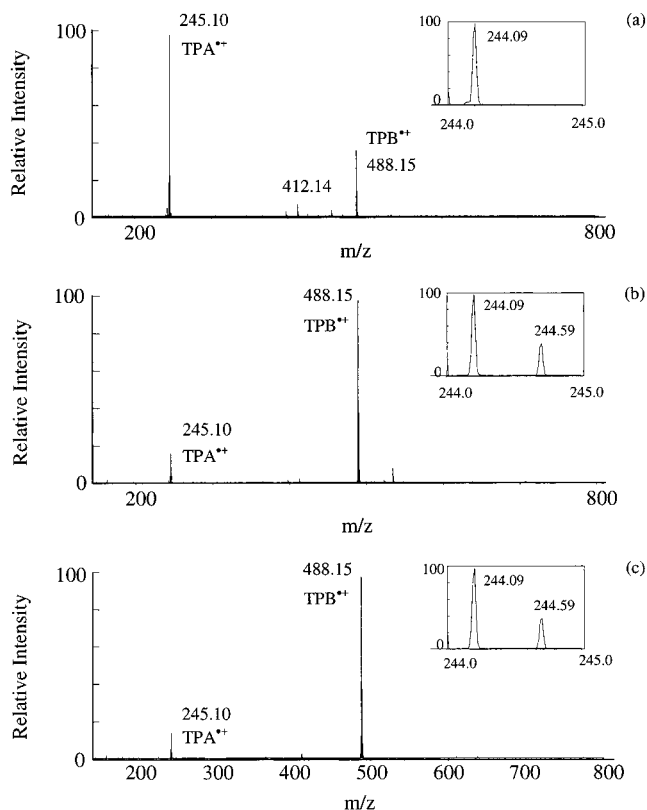 (a)
100
245.10
TPA•+
Relative Intensity
TPB•+
488.15
412.14
0
200
800
m/z
100
244.09
0
244.0
245.0
(b)
100
488.15
TPB•+
Relative Intensity
245.10
TPA•+
0
200
800
m/z
100
244.09
244.59
0
244.0
245.0
(c)
100
488.15
TPB•+
Relative Intensity
245.10
TPA•+
0
200 300 400 500 600 700 800
m/z
100
244.09
244.59
0
244.0
245.0